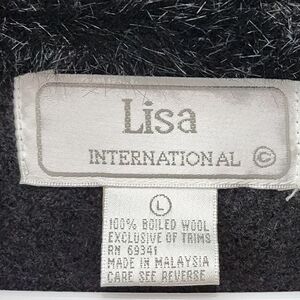 Lisa
INTERNATIONAL ©
L
100% BOILED WOOL
EXCLUSIVE OF TRIMS
RN 69341
MADE IN MALAYSIA
CARE SEE REVERSE